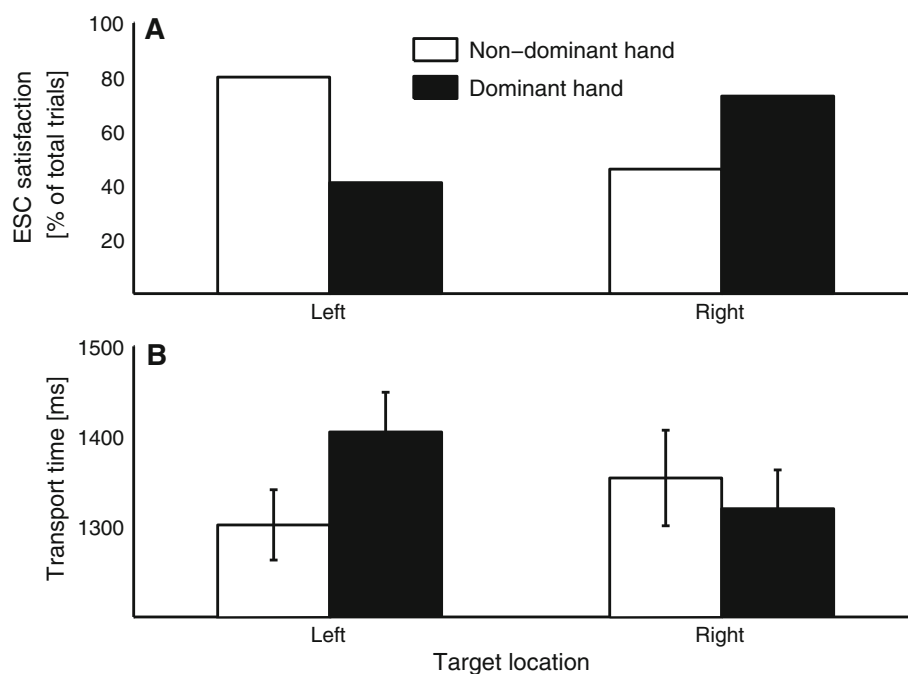 A
ESC satisfaction
[% of total trials]
100
80
60
40
20
Non-dominant hand
Dominant hand
Left Right
B
Transport time [ms]
1500
1400
1300
Left Right
Target location